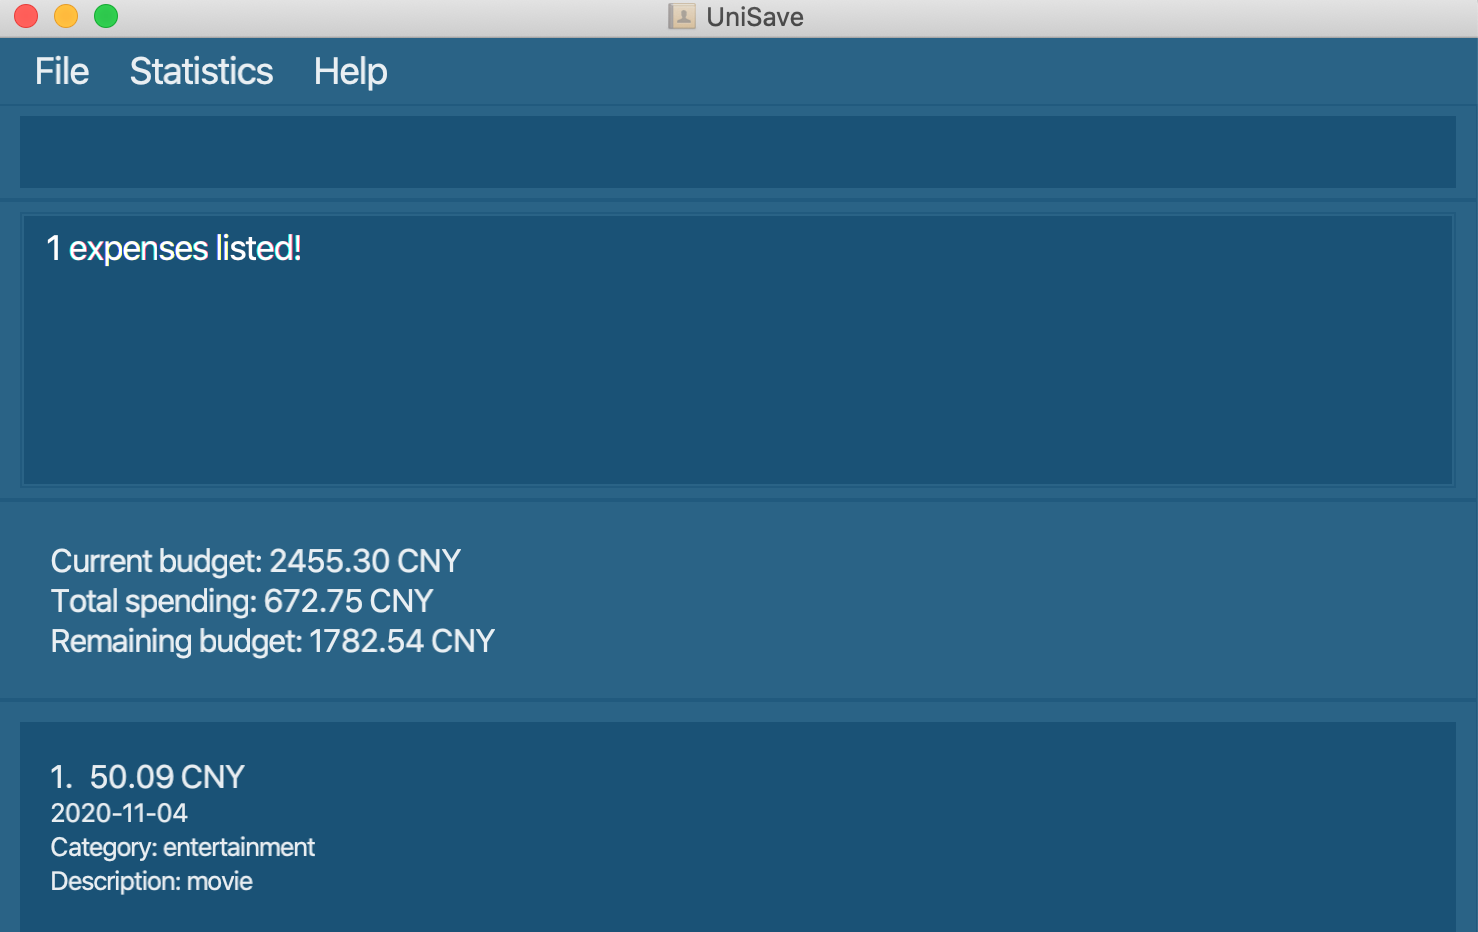 UniSave
File Statistics Help
1 expenses listed!
Current budget: 2455.30 CNY
Total spending: 672.75 CNY
Remaining budget: 1782.54 CNY
1. 50.09 CNY
2020-11-04
Category: entertainment
Description: movie